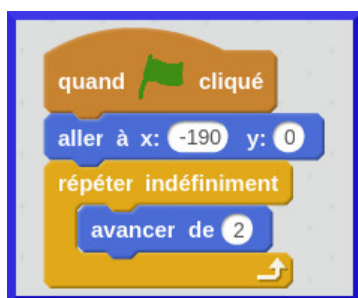 quand cliqué
aller à x: -190 y: 0
répéter indéfiniment
avancer de 2